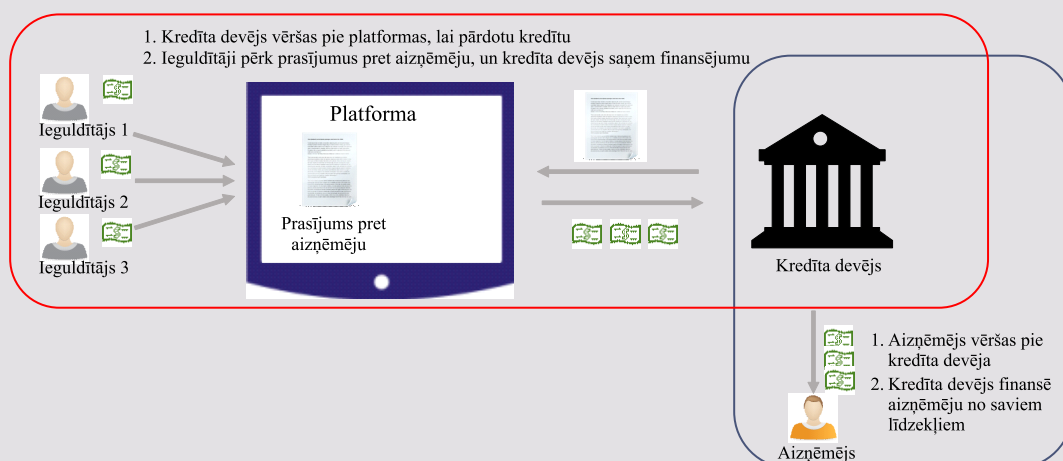 1. Kredīta devējs vēršas pie platformas, lai pārdotu kredītu
2. Ieguldītāji pērk prasījumus pret aizņēmēju, un kredīta devējs saņem finansējumu
Ieguldītājs 1
Ieguldītājs 2
Ieguldītājs 3
Platforma
Prasījums pret
aizņēmēju
Kredīta devējs
1. Aizņēmējs vēršas pie
kredīta devēja
2. Kredīta devējs finansē
aizņēmēju no saviem
līdzekļiem
Aizņēmējs